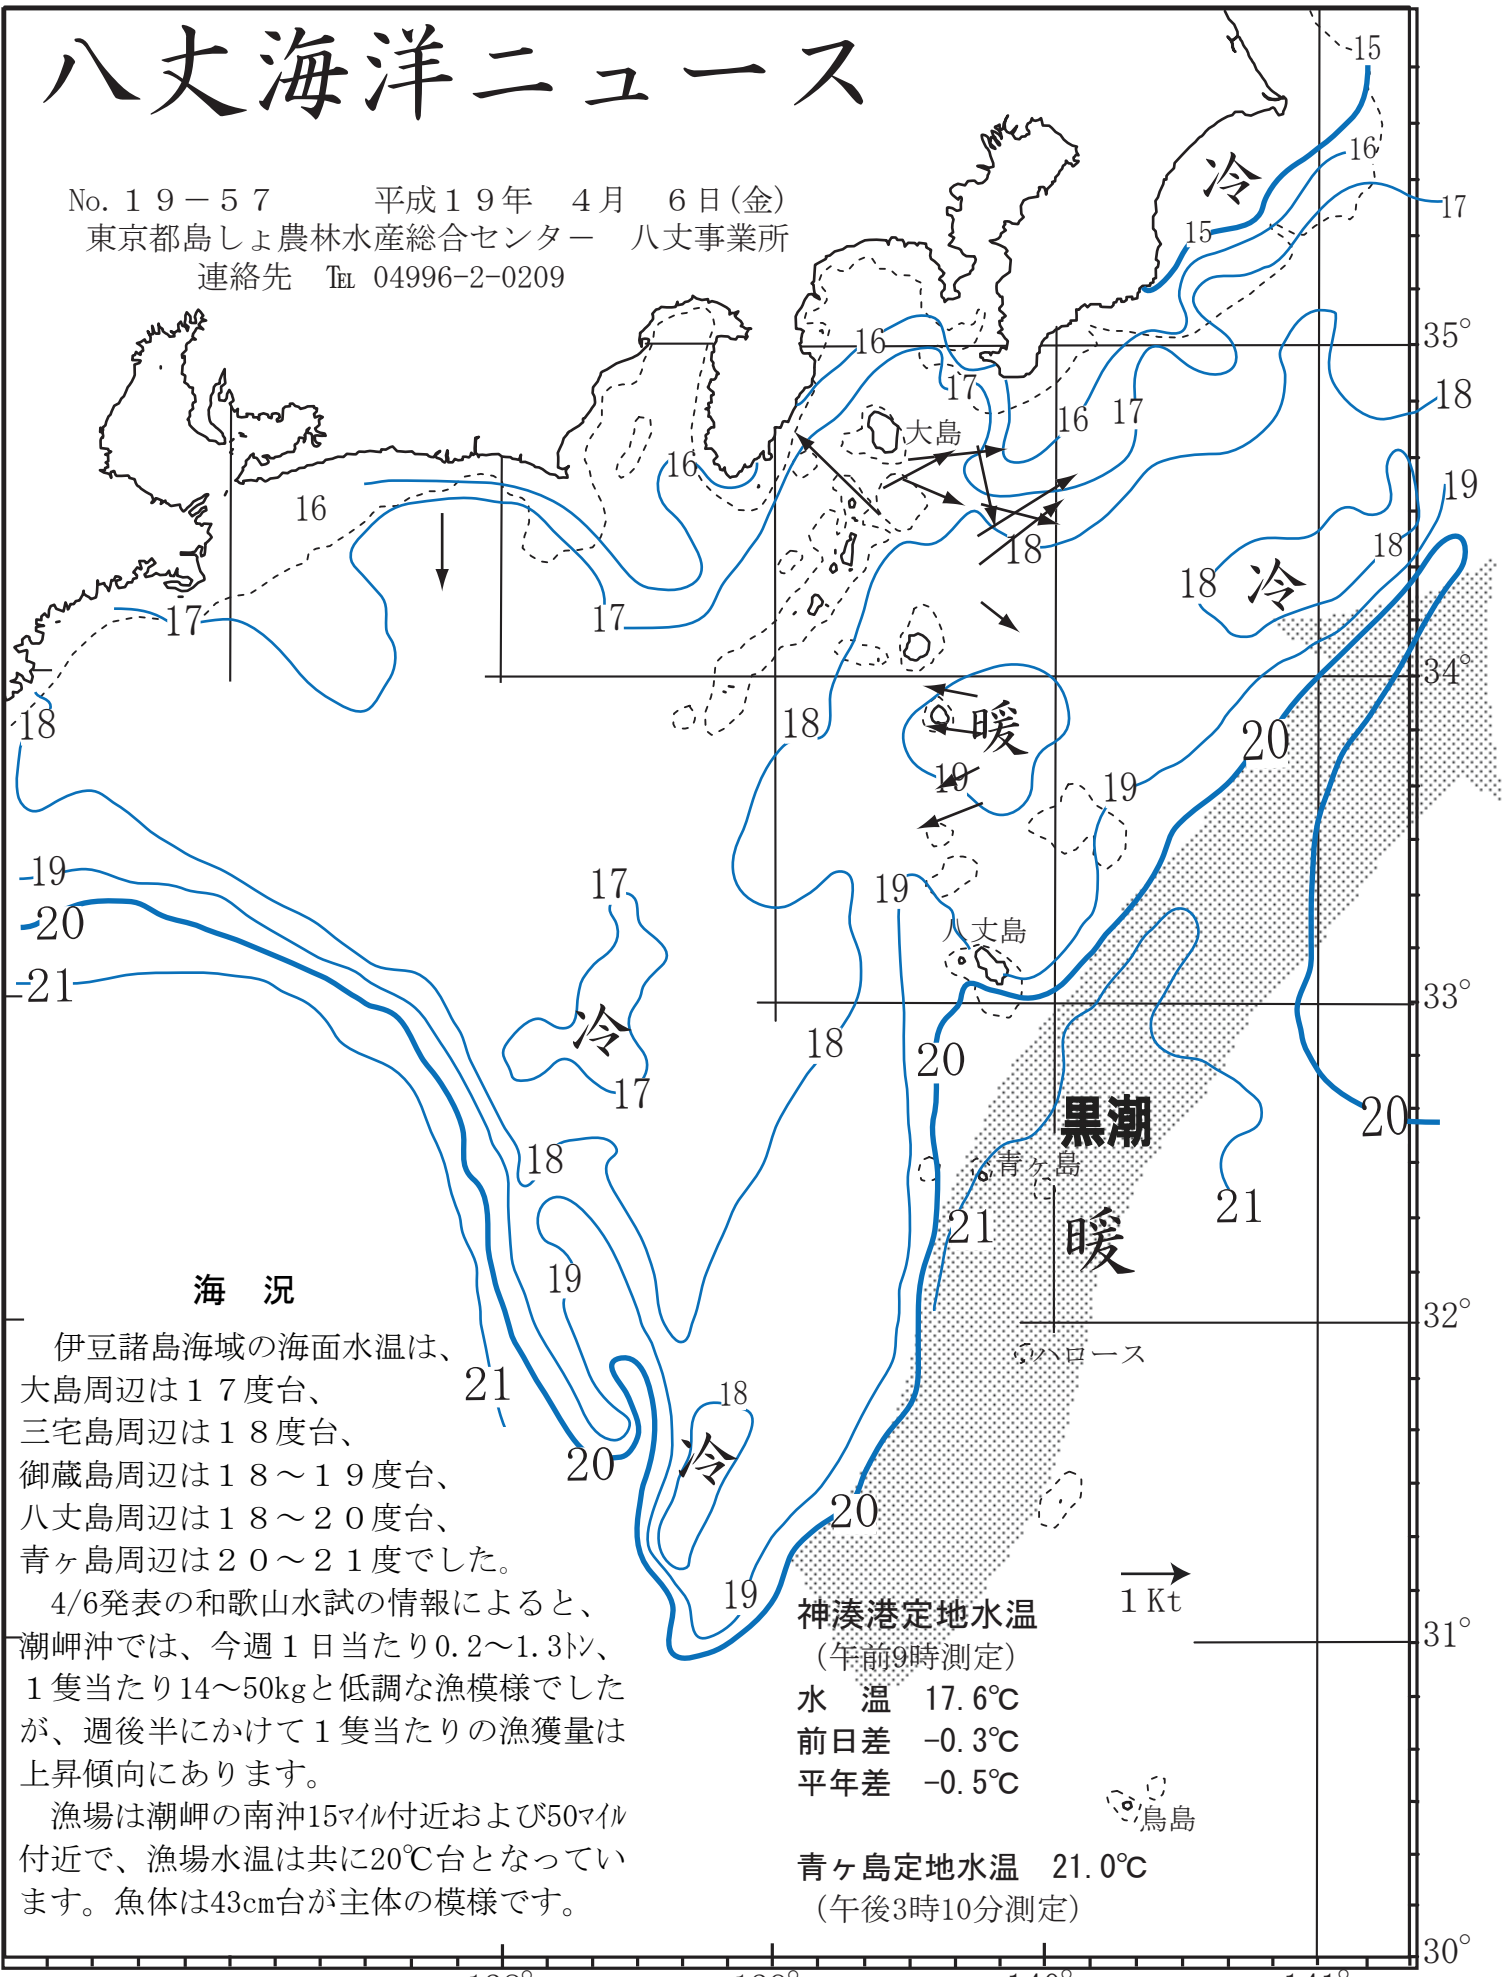 八丈海洋ニュース
No.１９－５７　平成１９年　４月　６日(金)
東京都島しょ農林水産総合センタ－　八丈事業所
連絡先　℡ 04996-2-0209
15
16
17
15
冷
35°
16
17
18
16
17
大島
16
16
19
18
18
18
冷
17
17
34°
18
18
暖
20
19
19
19
17
19
20
八丈島
21
33°
冷
18
20
17
黒潮
20
18
青ヶ島
21
21
暖
19
32°
ハロース
21
18
20
冷
20
19
1 Kt
31°
海　況
伊豆諸島海域の海面水温は、
大島周辺は１７度台、
三宅島周辺は１８度台、
御蔵島周辺は１８～１９度台、
八丈島周辺は１８～２０度台、
青ヶ島周辺は２０～２１度でした。
4/6発表の和歌山水試の情報によると、
潮岬沖では、今週１日当たり0.2～1.3㌧、
１隻当たり14～50kgと低調な漁模様でした
が、週後半にかけて１隻当たりの漁獲量は
上昇傾向にあります。
漁場は潮岬の南沖15マイル付近および50マイル
付近で、漁場水温は共に20℃台となってい
ます。魚体は43cm台が主体の模様です。
神湊港定地水温
（午前9時測定）
水　温　17.6℃
前日差　-0.3℃
平年差　-0.5℃
鳥島
青ヶ島定地水温　21.0℃
（午後3時10分測定）
30°
140°
141°